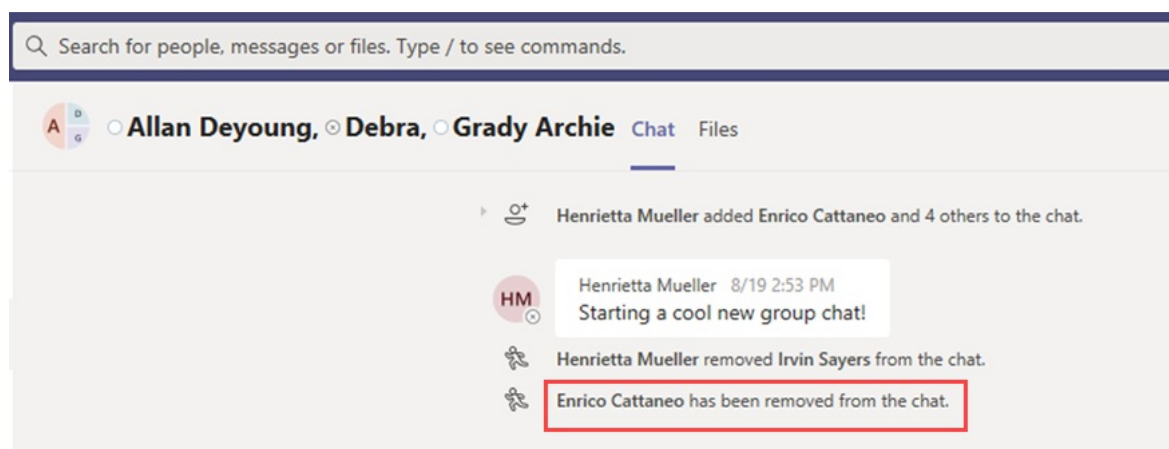 Search for people, messages or files. Type / to see commands.
A D G Allan Deyoung, Debra, Grady Archie Chat Files
Henrietta Mueller added Enrico Cattaneo and 4 others to the chat.
Henrietta Mueller 8/19 2:53 PM
HM Starting a cool new group chat!
Henrietta Mueller removed Irvin Sayers from the chat.
Enrico Cattaneo has been removed from the chat.